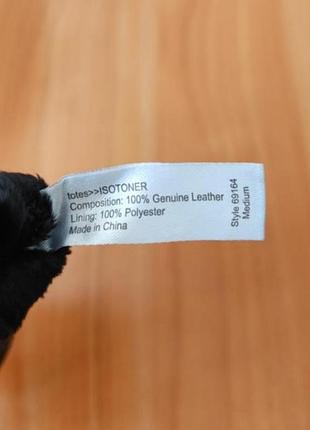 totes>>ISOTONER
Composition: 100% Genuine Leather
Lining: 100% Polyester
Made in China
Style 69164
Medium